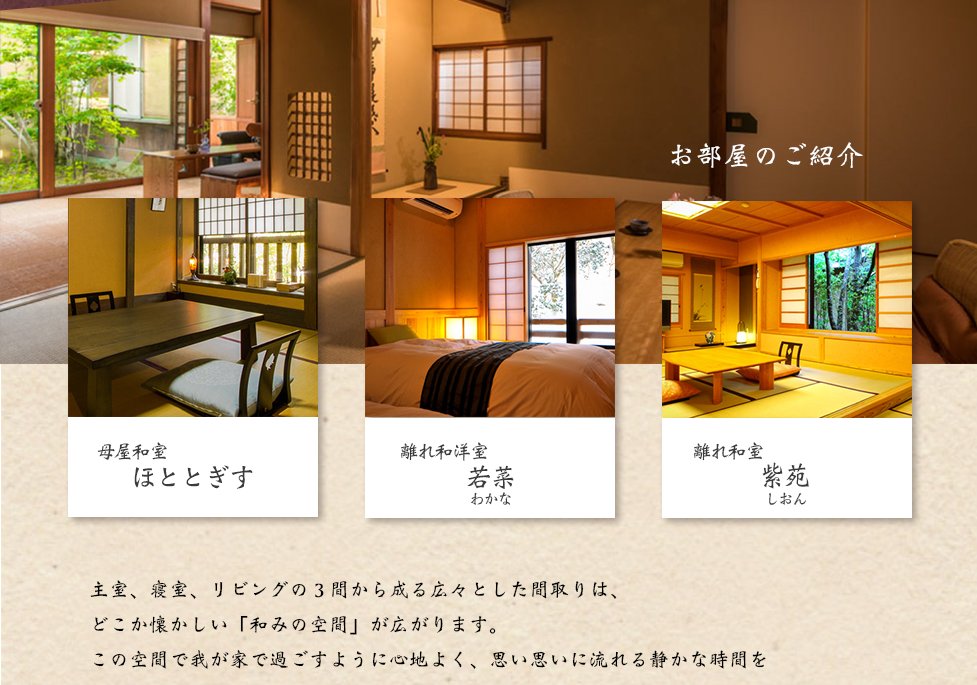 お部屋のご紹介
母屋和室
ほととぎす
離れ和洋室
若菜
わかな
離れ和室
紫苑
しおん
主室、寝室、リビングの3間から成る広々とした間取りは、
どこか懐かしい「和みの空間」が広がります。
この空間で我が家で過ごすように心地よく、思い思いに流れる静かな時間を